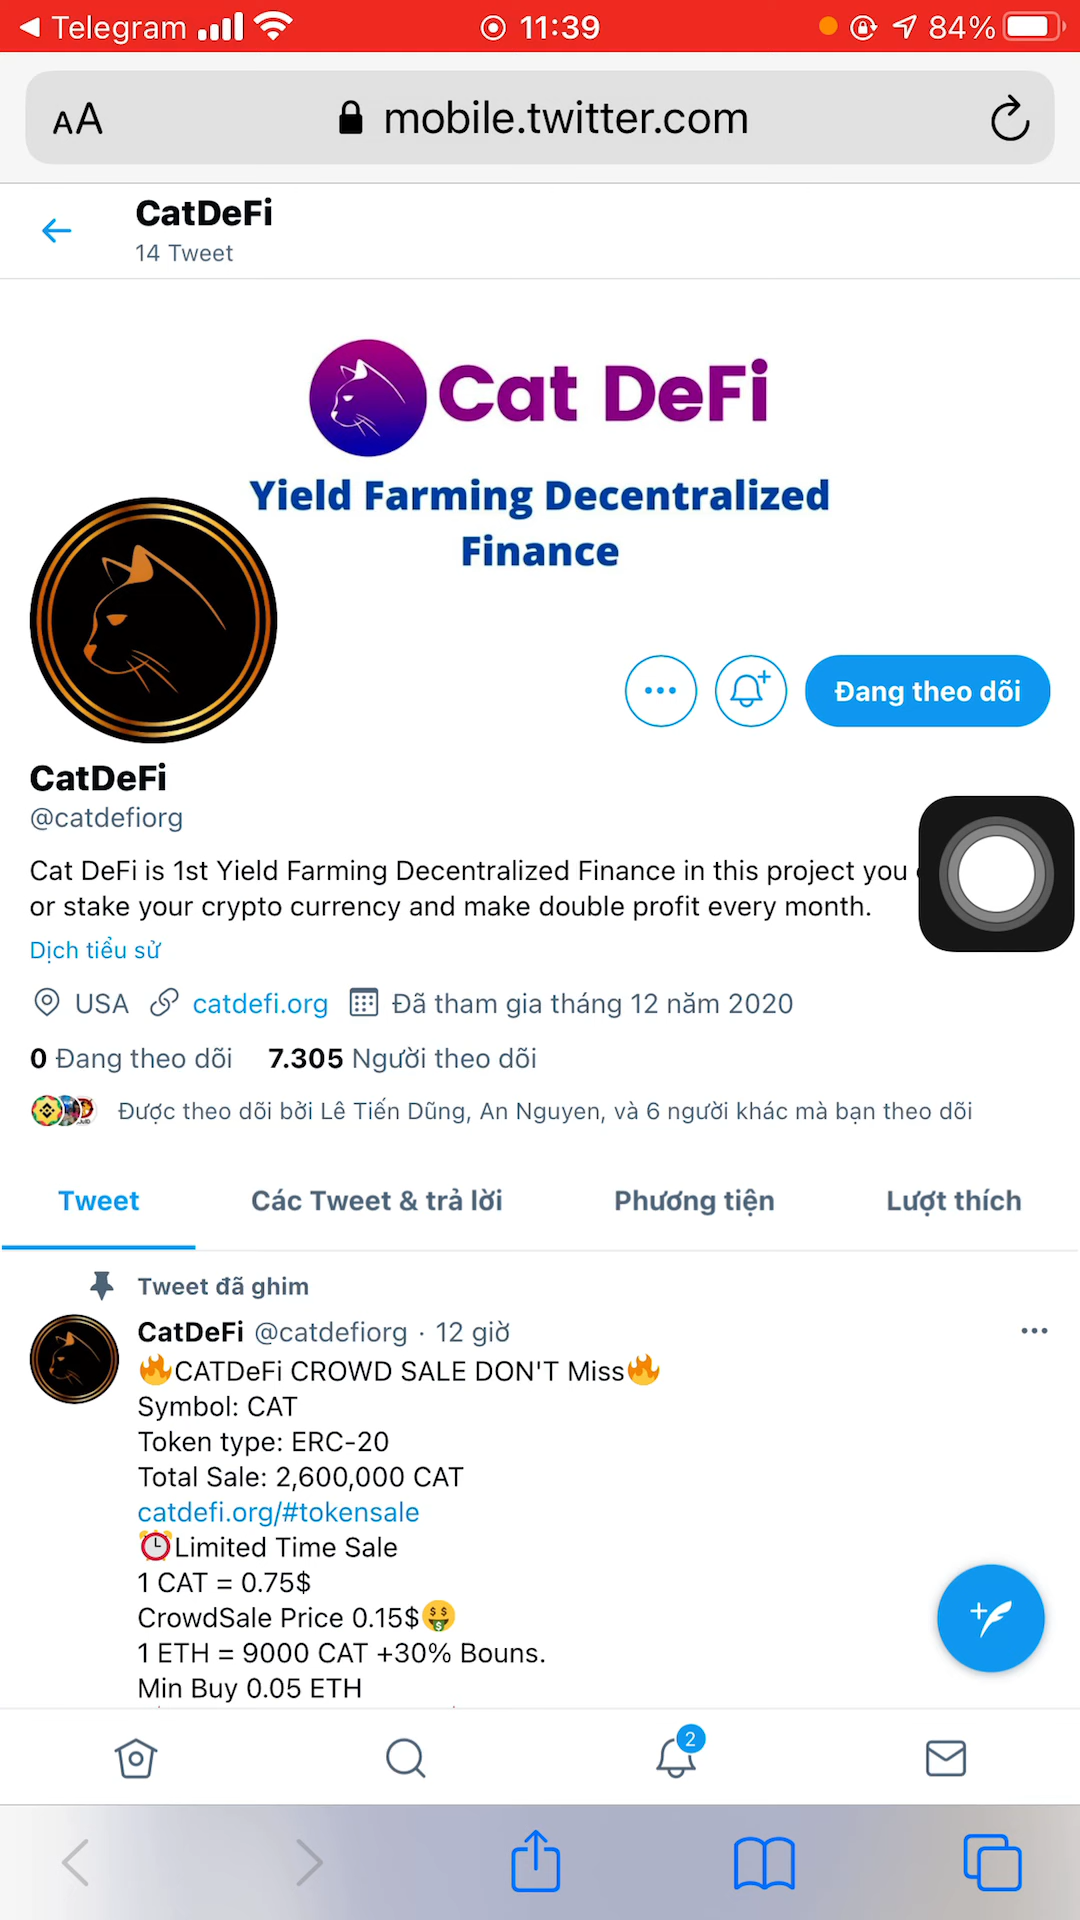 Telegram
11:39
84%
AA
mobile.twitter.com
CatDeFi
14 Tweet
Cat DeFi
Yield Farming Decentralized
Finance
Đang theo dõi
CatDeFi
@catdefiorg
Cat DeFi is 1st Yield Farming Decentralized Finance in this project you
or stake your crypto currency and make double profit every month.
Dịch tiểu sử
USA catdefi.org Đã tham gia tháng 12 năm 2020
0 Đang theo dõi 7.305 Người theo dõi
Được theo dõi bởi Lê Tiến Dũng, An Nguyen, và 6 người khác mà bạn theo dõi
Tweet Các Tweet & trả lời Phương tiện Lượt thích
Tweet đã ghim
CatDeFi @catdefiorg · 12 giờ
🔥CATDeFi CROWD SALE DON'T Miss🔥
Symbol: CAT
Token type: ERC-20
Total Sale: 2,600,000 CAT
catdefi.org/#tokensale
⏰Limited Time Sale
1 CAT = 0.75$
CrowdSale Price 0.15$🤑
1 ETH = 9000 CAT +30% Bouns.
Min Buy 0.05 ETH
2